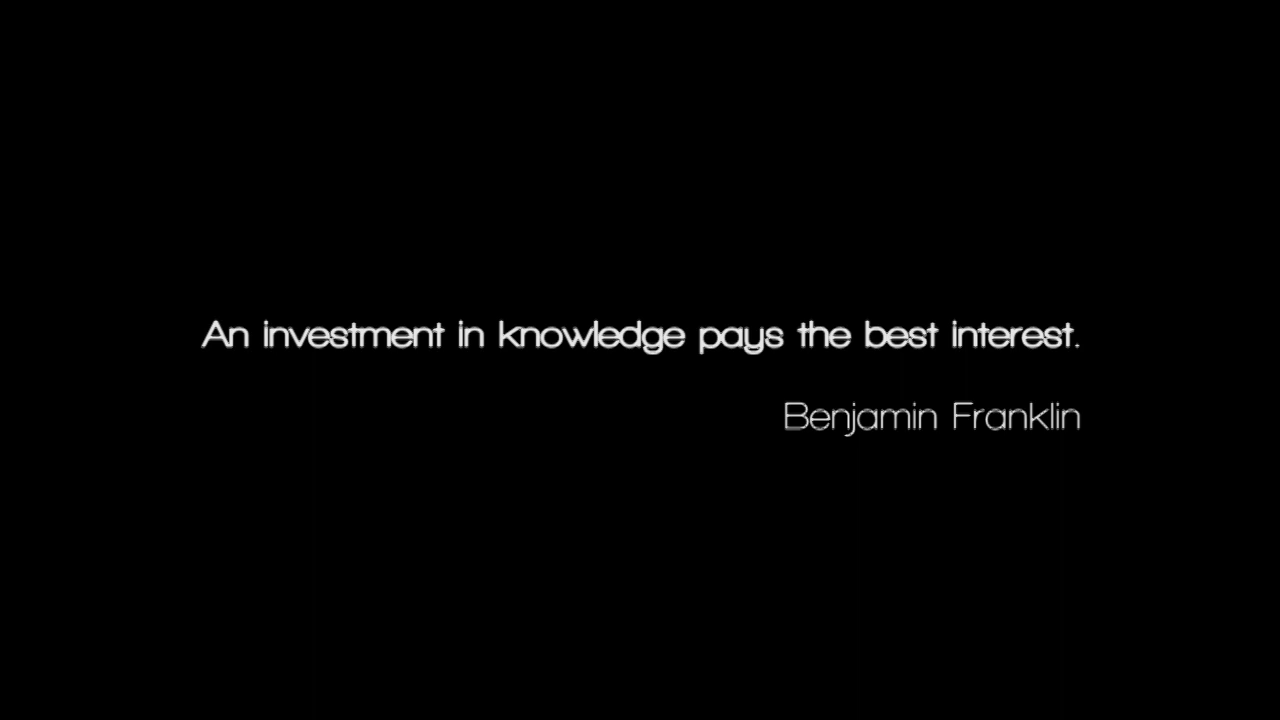 An investment in knowledge pays the best interest.
Benjamin Franklin